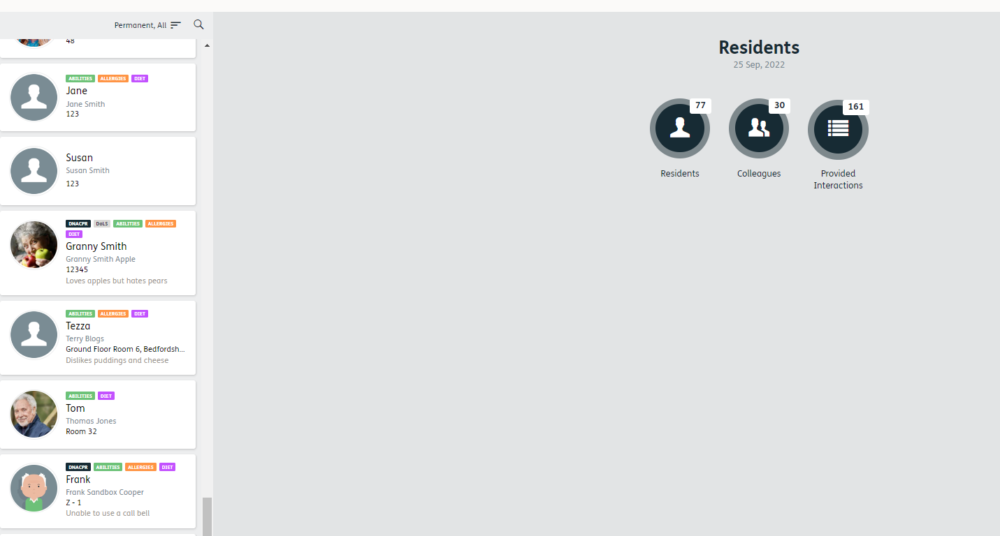 Permanent, All
48
ABILITIES ALLERGIES DIET
Jane
Jane Smith
123
Susan
Susan Smith
123
DNACPR DoLS ABILITIES ALLERGIES
DIET
Granny Smith
Granny Smith Apple
12345
Loves apples but hates pears
ABILITIES ALLERGIES DIET
Tezza
Terry Blogs
Ground Floor Room 6, Bedfordsh...
Dislikes puddings and cheese
ABILITIES DIET
Tom
Thomas Jones
Room 32
DNACPR ABILITIES ALLERGIES DIET
Frank
Frank Sandbox Cooper
Z - 1
Unable to use a call bell
Residents
25 Sep, 2022
77
30
161
Residents
Colleagues
Provided
Interactions